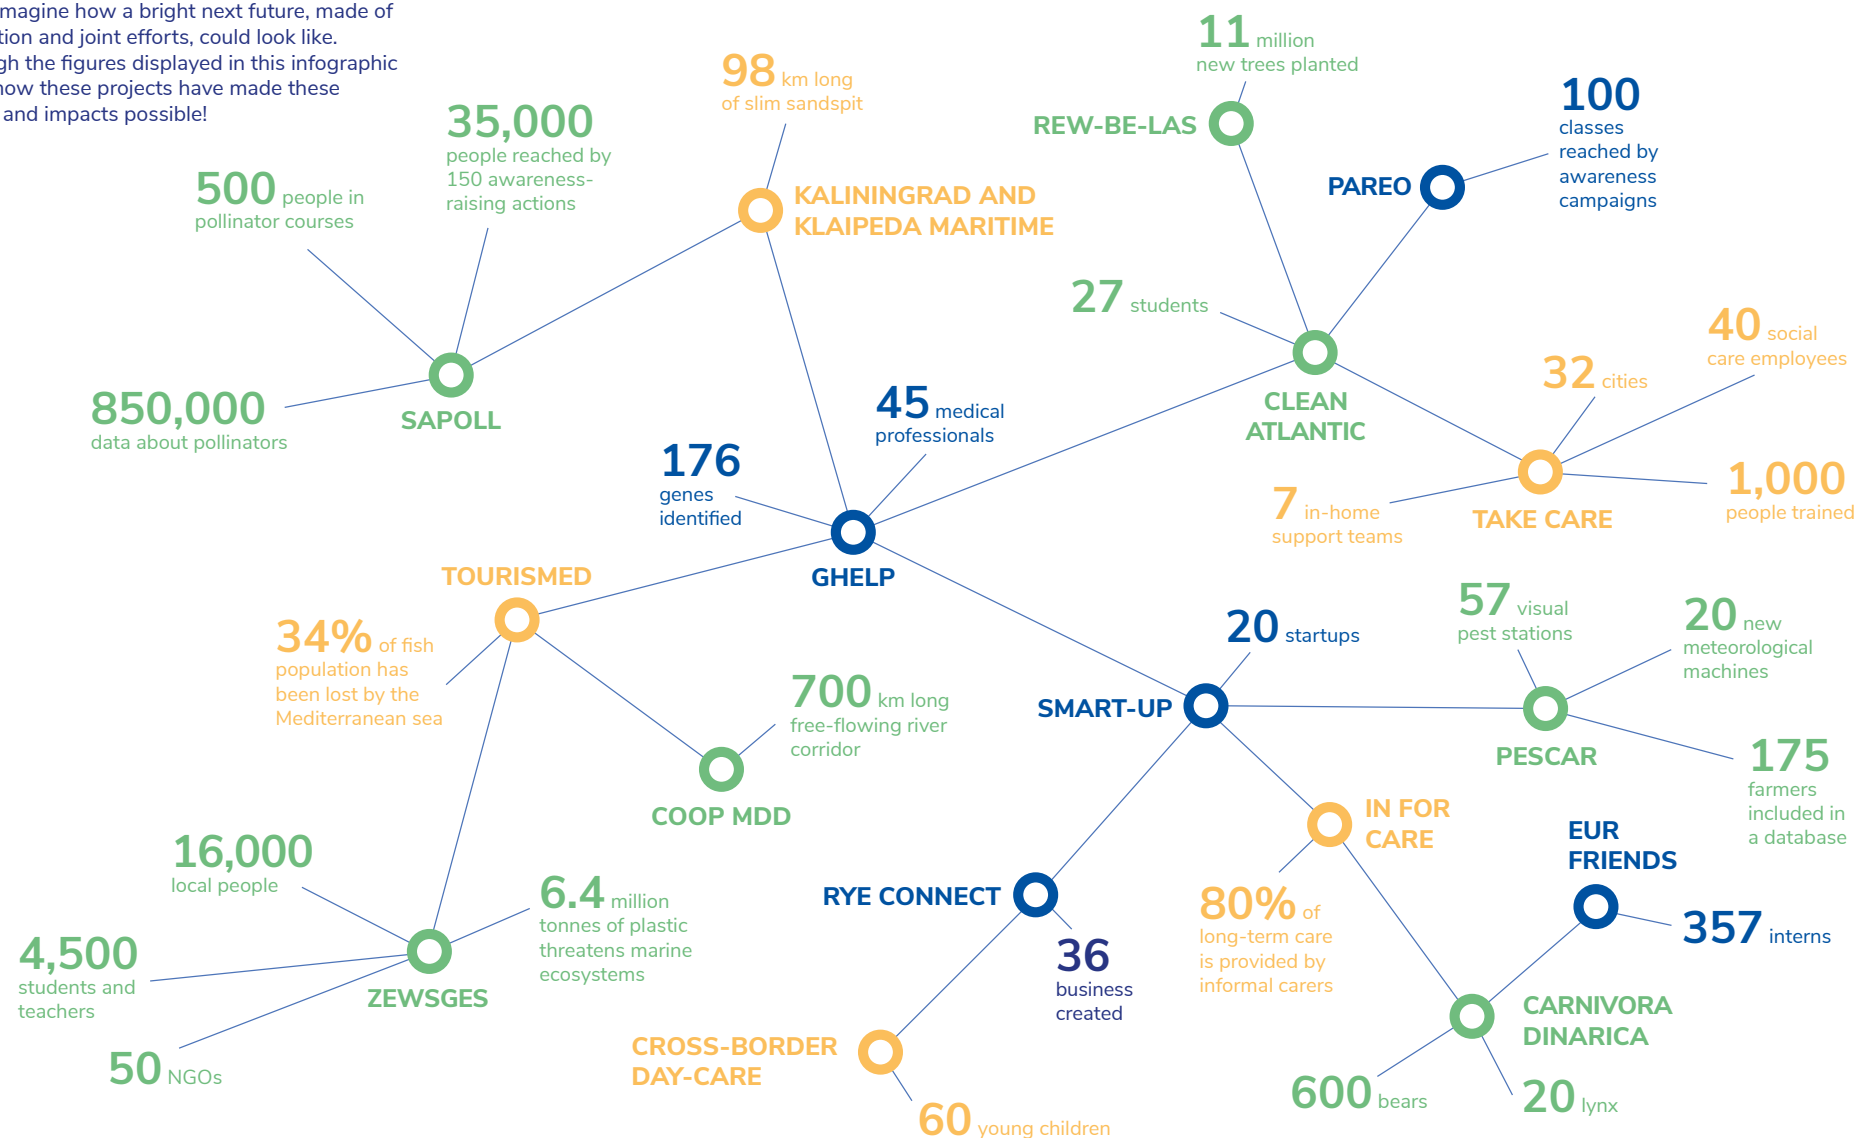 magine how a bright next future, made of
tion and joint efforts, could look like.
gh the figures displayed in this infographic
how these projects have made these
and impacts possible!
11 million
new trees planted
98 km long
of slim sandspit
100
classes
reached by
awareness
campaigns
35,000
people reached by
150 awareness-
raising actions
REW-BE-LAS
500 people in
pollinator courses
PAREO
KALININGRAD AND
KLAIPEDA MARITIME
27 students
40 social
care employees
32 cities
850,000
data about pollinators
SAPOLL
CLEAN
ATLANTIC
45 medical
professionals
176
genes
identified
7 in-home
support teams
TAKE CARE
1,000
people trained
GHELP
TOURISMED
34% of fish
population has
been lost by the
Mediterranean sea
57 visual
pest stations
20 new
meteorological
machines
20 startups
700 km long
free-flowing river
corridor
SMART-UP
PESCAR
175
farmers
included in
a database
COOP MDD
IN FOR
CARE
EUR
FRIENDS
16,000
local people
6.4 million
tonnes of plastic
threatens marine
ecosystems
RYE CONNECT
80% of
long-term care
is provided by
informal carers
357 interns
4,500
students and
teachers
ZEWSGES
36
business
created
CARNIVORA
DINARICA
CROSS-BORDER
DAY-CARE
50 NGOs
600 bears
20 lynx
60 young children